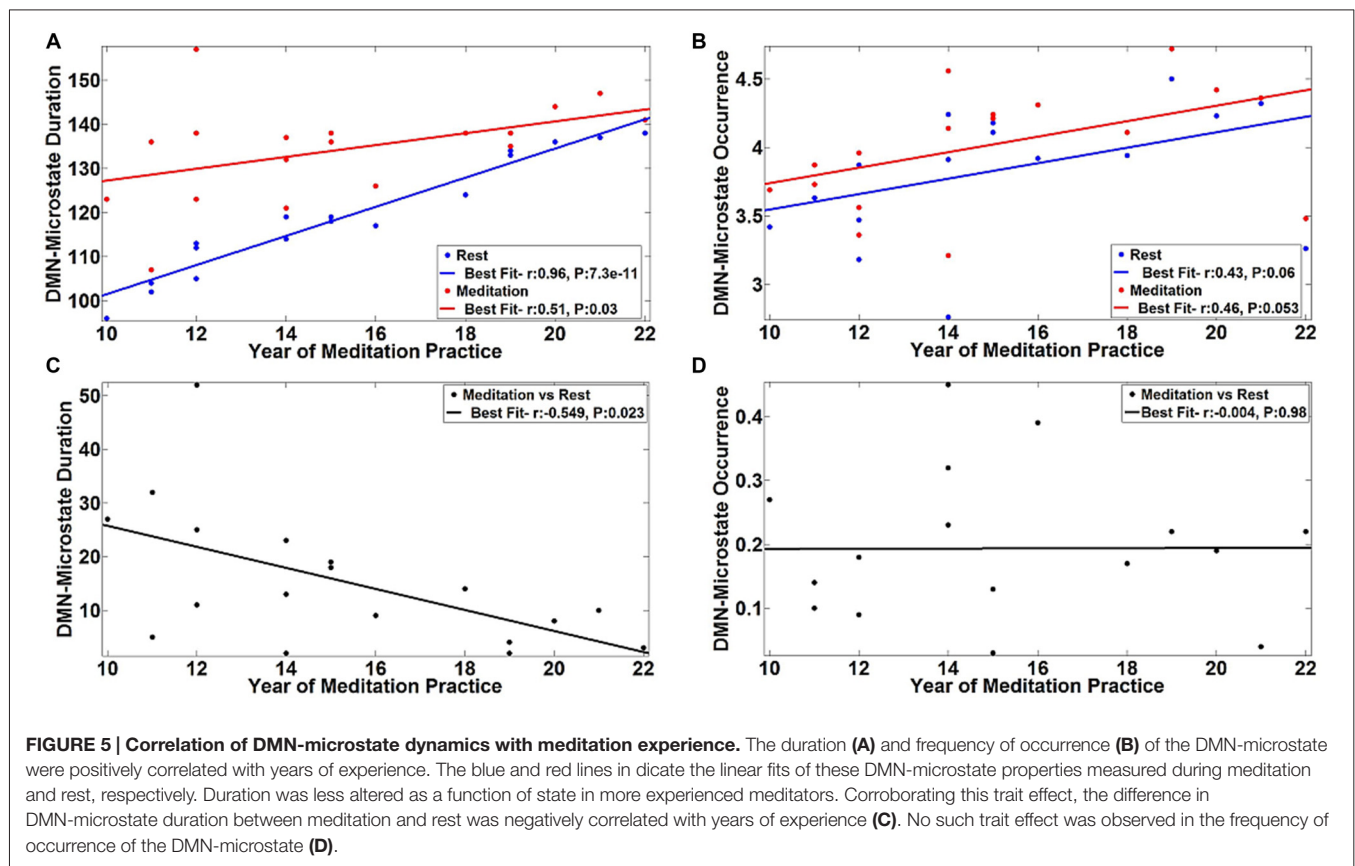 A
DMN-Microstate Duration
150
140
130
120
110
100
10 12 14 16 18 20 22
Year of Meditation Practice
Rest
Best Fit- r:0.96, P:7.3e-11
Meditation
Best Fit- r:0.51, P:0.03
B
DMN-Microstate Occurrence
4.5
4
3.5
3
10 12 14 16 18 20 22
Year of Meditation Practice
Rest
Best Fit- r:0.43, P:0.06
Meditation
Best Fit- r:0.46, P:0.053
C
DMN-Microstate Duration
50
40
30
20
10
10 12 14 16 18 20 22
Year of Meditation Practice
Meditation vs Rest
Best Fit- r:-0.549, P:0.023
D
DMN-Microstate Occurrence
0.4
0.3
0.2
0.1
10 12 14 16 18 20 22
Year of Meditation Practice
Meditation vs Rest
Best Fit- r:-0.004, P:0.98
FIGURE 5 | Correlation of DMN-microstate dynamics with meditation experience. The duration (A) and frequency of occurrence (B) of the DMN-microstate
were positively correlated with years of experience. The blue and red lines in dicate the linear fits of these DMN-microstate properties measured during meditation
and rest, respectively. Duration was less altered as a function of state in more experienced meditators. Corroborating this trait effect, the difference in
DMN-microstate duration between meditation and rest was negatively correlated with years of experience (C). No such trait effect was observed in the frequency of
occurrence of the DMN-microstate (D).